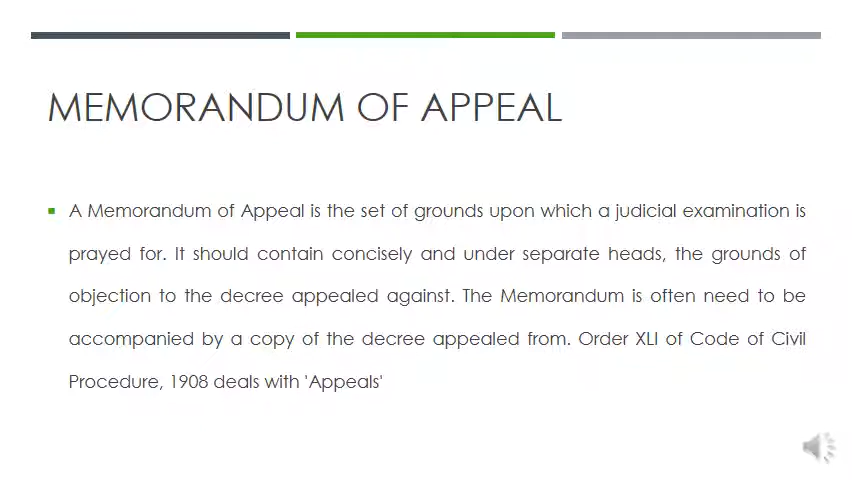 MEMORANDUM OF APPEAL
A Memorandum of Appeal is the set of grounds upon which a judicial examination is
prayed for. It should contain concisely and under separate heads, the grounds of
objection to the decree appealed against. The Memorandum is often need to be
accompanied by a copy of the decree appealed from. Order XLI of Code of Civil
Procedure, 1908 deals with 'Appeals'